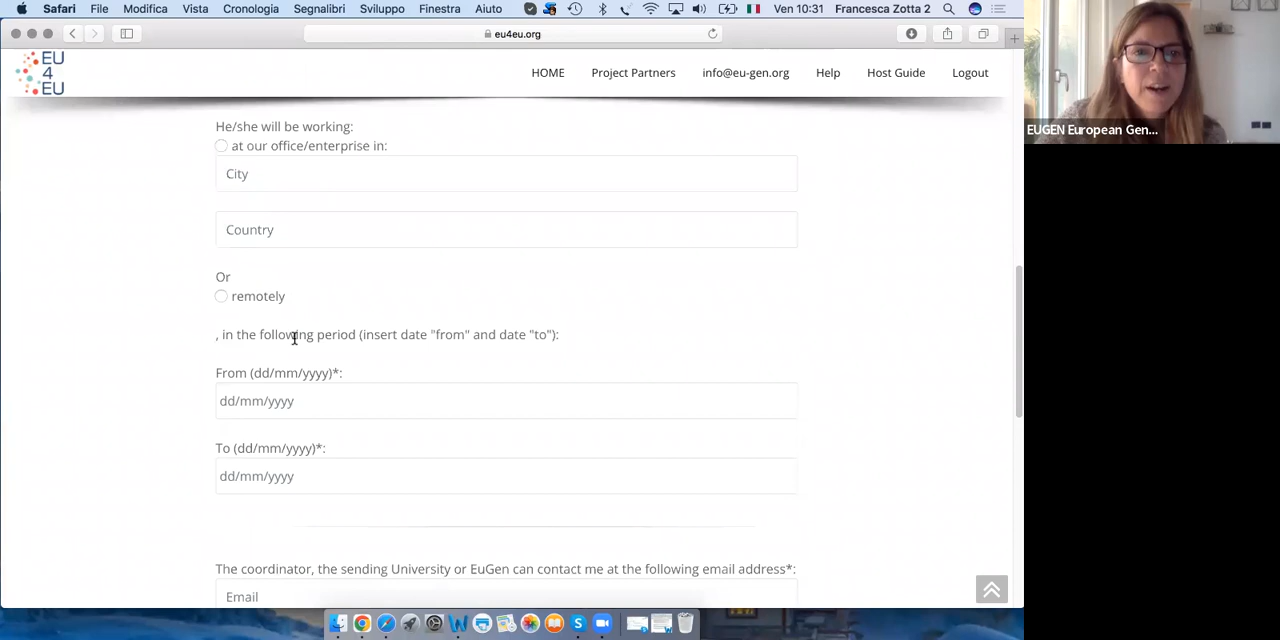 Safari File Modifica Vista Cronologia Segnalibri Sviluppo Finestra Aiuto Ven 10:31 Francesca Zotta 2
eu4eu.org
EU
4
EU
HOME Project Partners info@eu-gen.org Help Host Guide Logout
EUGEN European Gen...
He/she will be working:
at our office/enterprise in:
City
Country
Or
remotely
, in the following period (insert date "from" and date "to"):
From (dd/mm/yyyy)*:
dd/mm/yyyy
To (dd/mm/yyyy)*:
dd/mm/yyyy
The coordinator, the sending University or EuGen can contact me at the following email address*:
Email